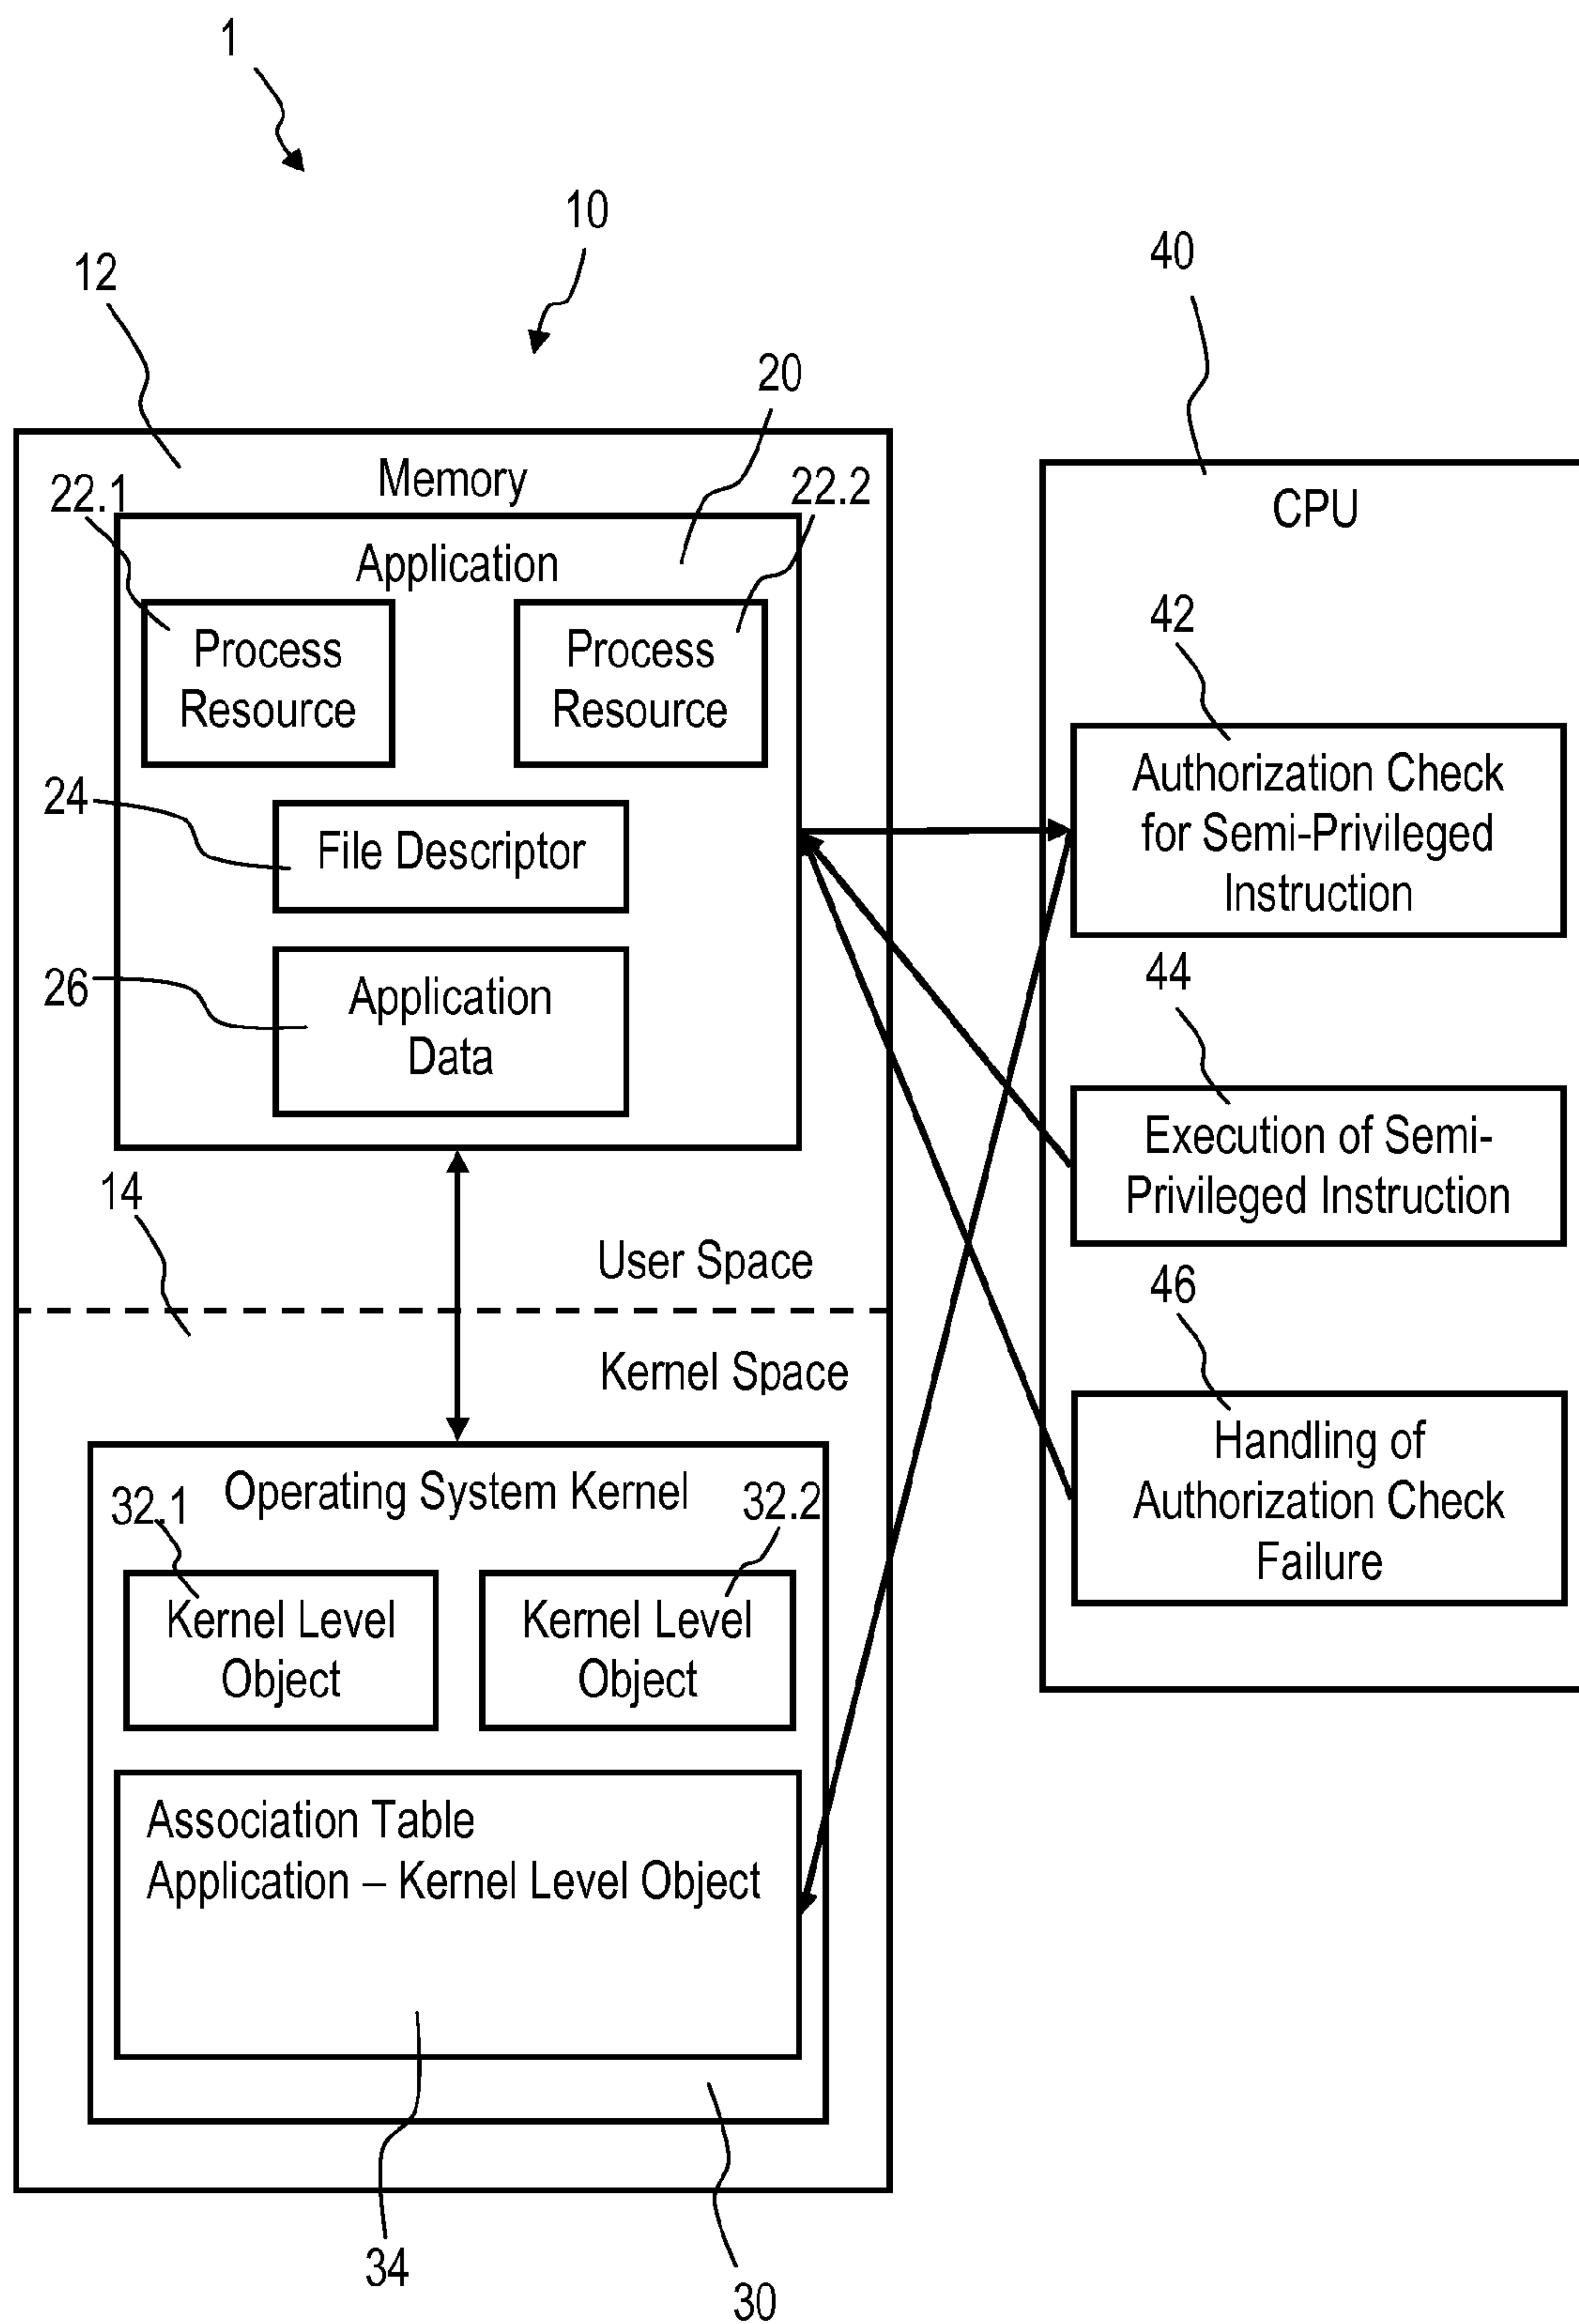 1
10
12
40
20
Memory
22.1
22.2
CPU
Application
Process
Resource
Process
Resource
42
Authorization Check
for Semi-Privileged
Instruction
24
File Descriptor
26
Application
Data
44
Execution of Semi-
Privileged Instruction
14
User Space
Kernel Space
46
Handling of
Authorization Check
Failure
Operating System Kernel
32.1
32.2
Kernel Level
Object
Kernel Level
Object
Association Table
Application – Kernel Level Object
34
30